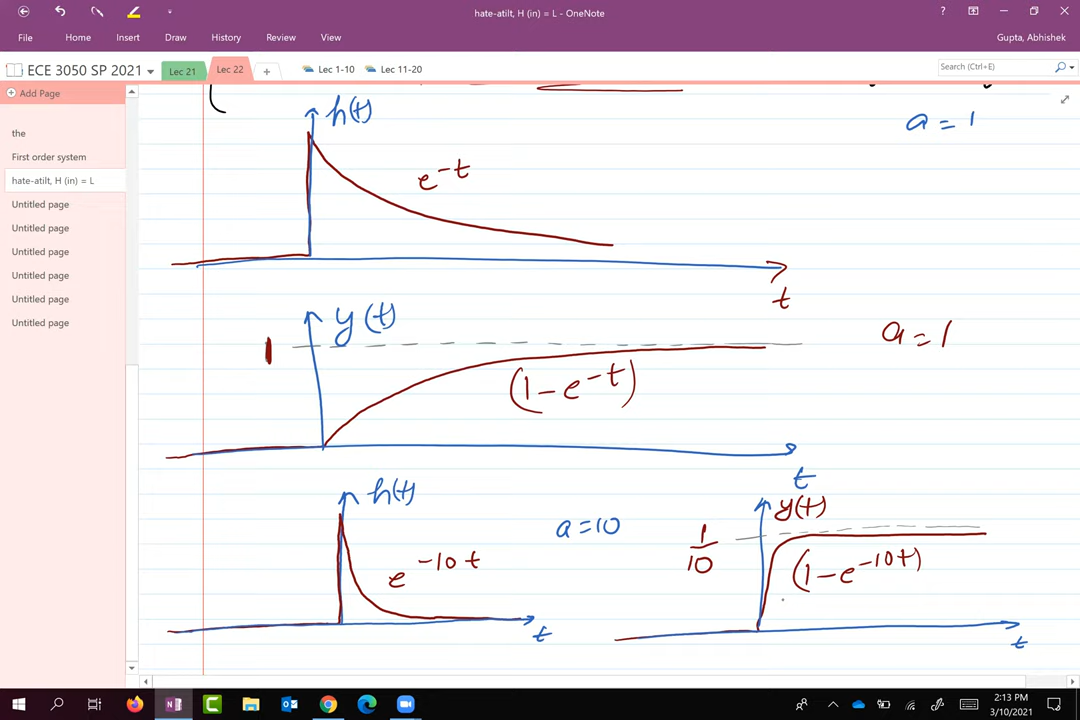 hate-atilt, H (in) = L - OneNote
?
File
Home
Insert
Draw
History
Review
View
Gupta, Abhishek
ECE 3050 SP 2021
Lec 21
Lec 22
+
Lec 1-10
Lec 11-20
Search (Ctrl+E)
Add Page
the
First order system
hate-atilt, H (in) = L
Untitled page
Untitled page
Untitled page
Untitled page
Untitled page
Untitled page
h(t)
a = 1
e^-t
t
y(t)
1
a = 1
(1 - e^-t)
t
h(t)
a = 10
e^-10t
t
y(t)
1/10
(1 - e^-10t)
t
2:13 PM
3/10/2021